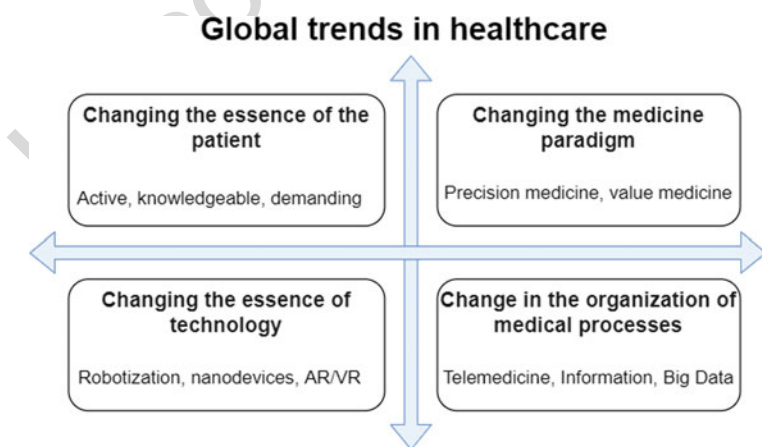 Global trends in healthcare
Changing the essence of the
patient
Active, knowledgeable, demanding
Changing the medicine
paradigm
Precision medicine, value medicine
Changing the essence of
technology
Robotization, nanodevices, AR/VR
Change in the organization of
medical processes
Telemedicine, Information, Big Data